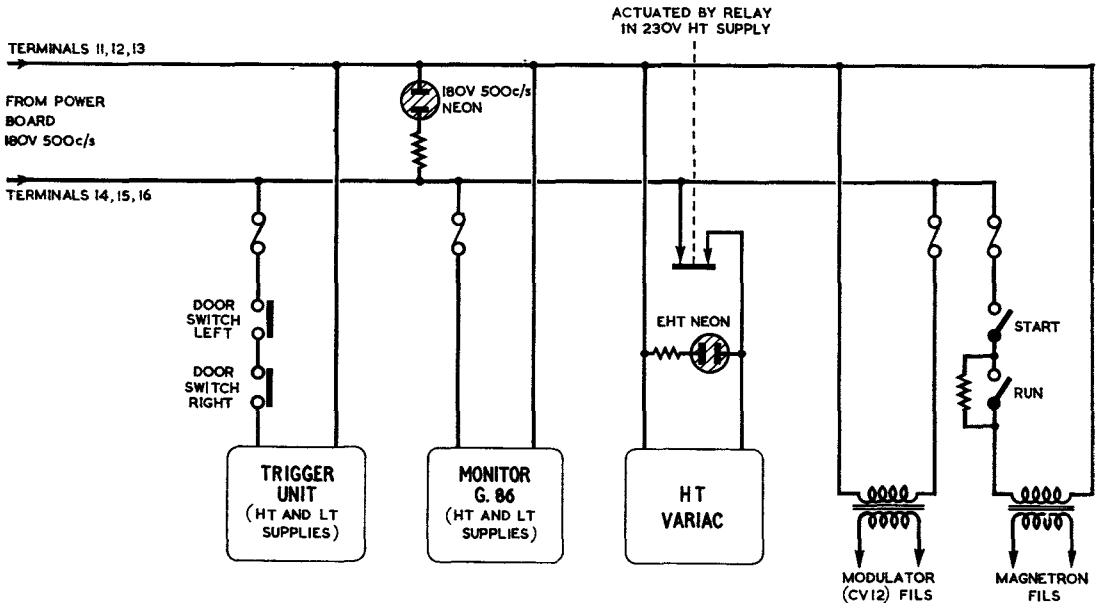 ACTUATED BY RELAY
IN 230V HT SUPPLY
TERMINALS 11, 12, 13
FROM POWER
BOARD
180V 500c/s
180V 500c/s
NEON
TERMINALS 14, 15, 16
DOOR
SWITCH
LEFT
DOOR
SWITCH
RIGHT
EHT NEON
START
RUN
TRIGGER
UNIT
(HT AND LT
SUPPLIES)
MONITOR
G. 86
(HT AND LT
SUPPLIES)
HT
VARIAC
MODULATOR
(CV12) FILS
MAGNETRON
FILS